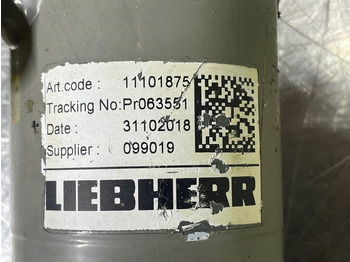 Art.code : 11101875
Tracking No:Pr063551
Date : 31102018
Supplier : 099019
LIEBHERR